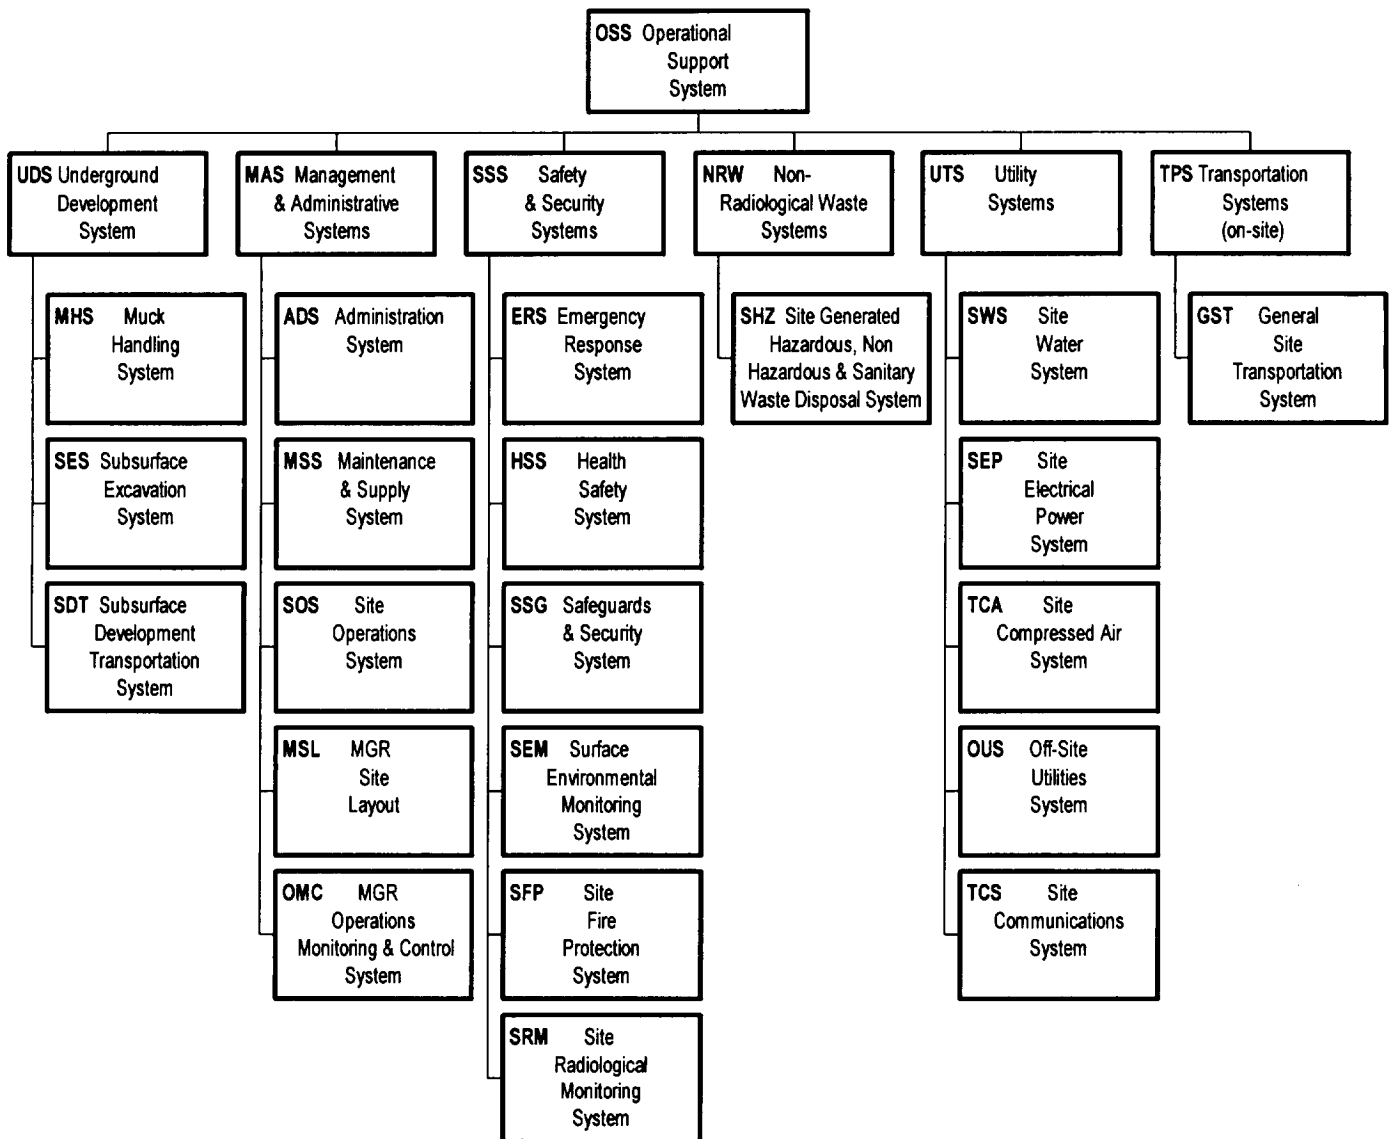 OSS Operational
Support
System
UDS Underground
Development
System
MAS Management
& Administrative
Systems
SSS Safety
& Security
Systems
NRW Non-
Radiological Waste
Systems
UTS Utility
Systems
TPS Transportation
Systems
(on-site)
MHS Muck
Handling
System
SES Subsurface
Excavation
System
SDT Subsurface
Development
Transportation
System
ADS Administration
System
MSS Maintenance
& Supply
System
SOS Site
Operations
System
MSL MGR
Site
Layout
OMC MGR
Operations
Monitoring & Control
System
ERS Emergency
Response
System
HSS Health
Safety
System
SSG Safeguards
& Security
System
SEM Surface
Environmental
Monitoring
System
SFP Site
Fire
Protection
System
SRM Site
Radiological
Monitoring
System
SHZ Site Generated
Hazardous, Non
Hazardous & Sanitary
Waste Disposal System
SWS Site
Water
System
SEP Site
Electrical
Power
System
TCA Site
Compressed Air
System
OUS Off-Site
Utilities
System
TCS Site
Communications
System
GST General
Site
Transportation
System